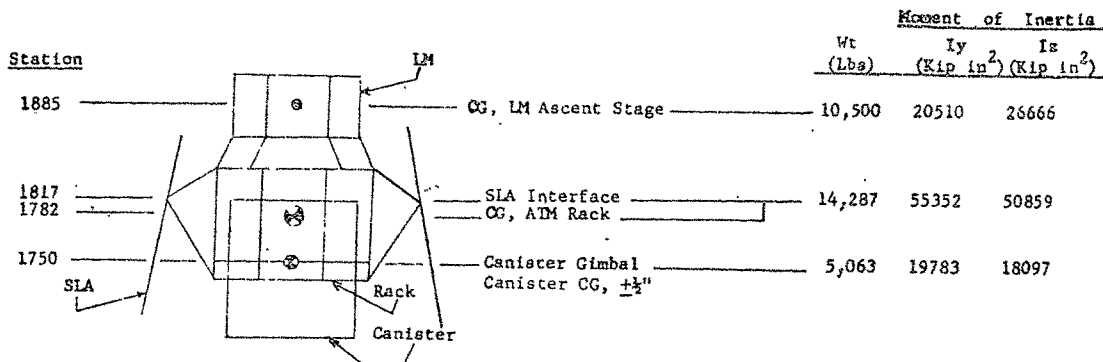 Moment of Inertia
Wt Iy Iz
Station (Lbs) (Kip in²) (Kip in²)
LM
1885 CG, LM Ascent Stage 10,500 20510 26666
1817 SLA Interface 14,287 55352 50859
1782 CG, ATM Rack
1750 Canister Gimbal 5,063 19783 18097
SLA Canister CG, ±½"
Rack
Canister